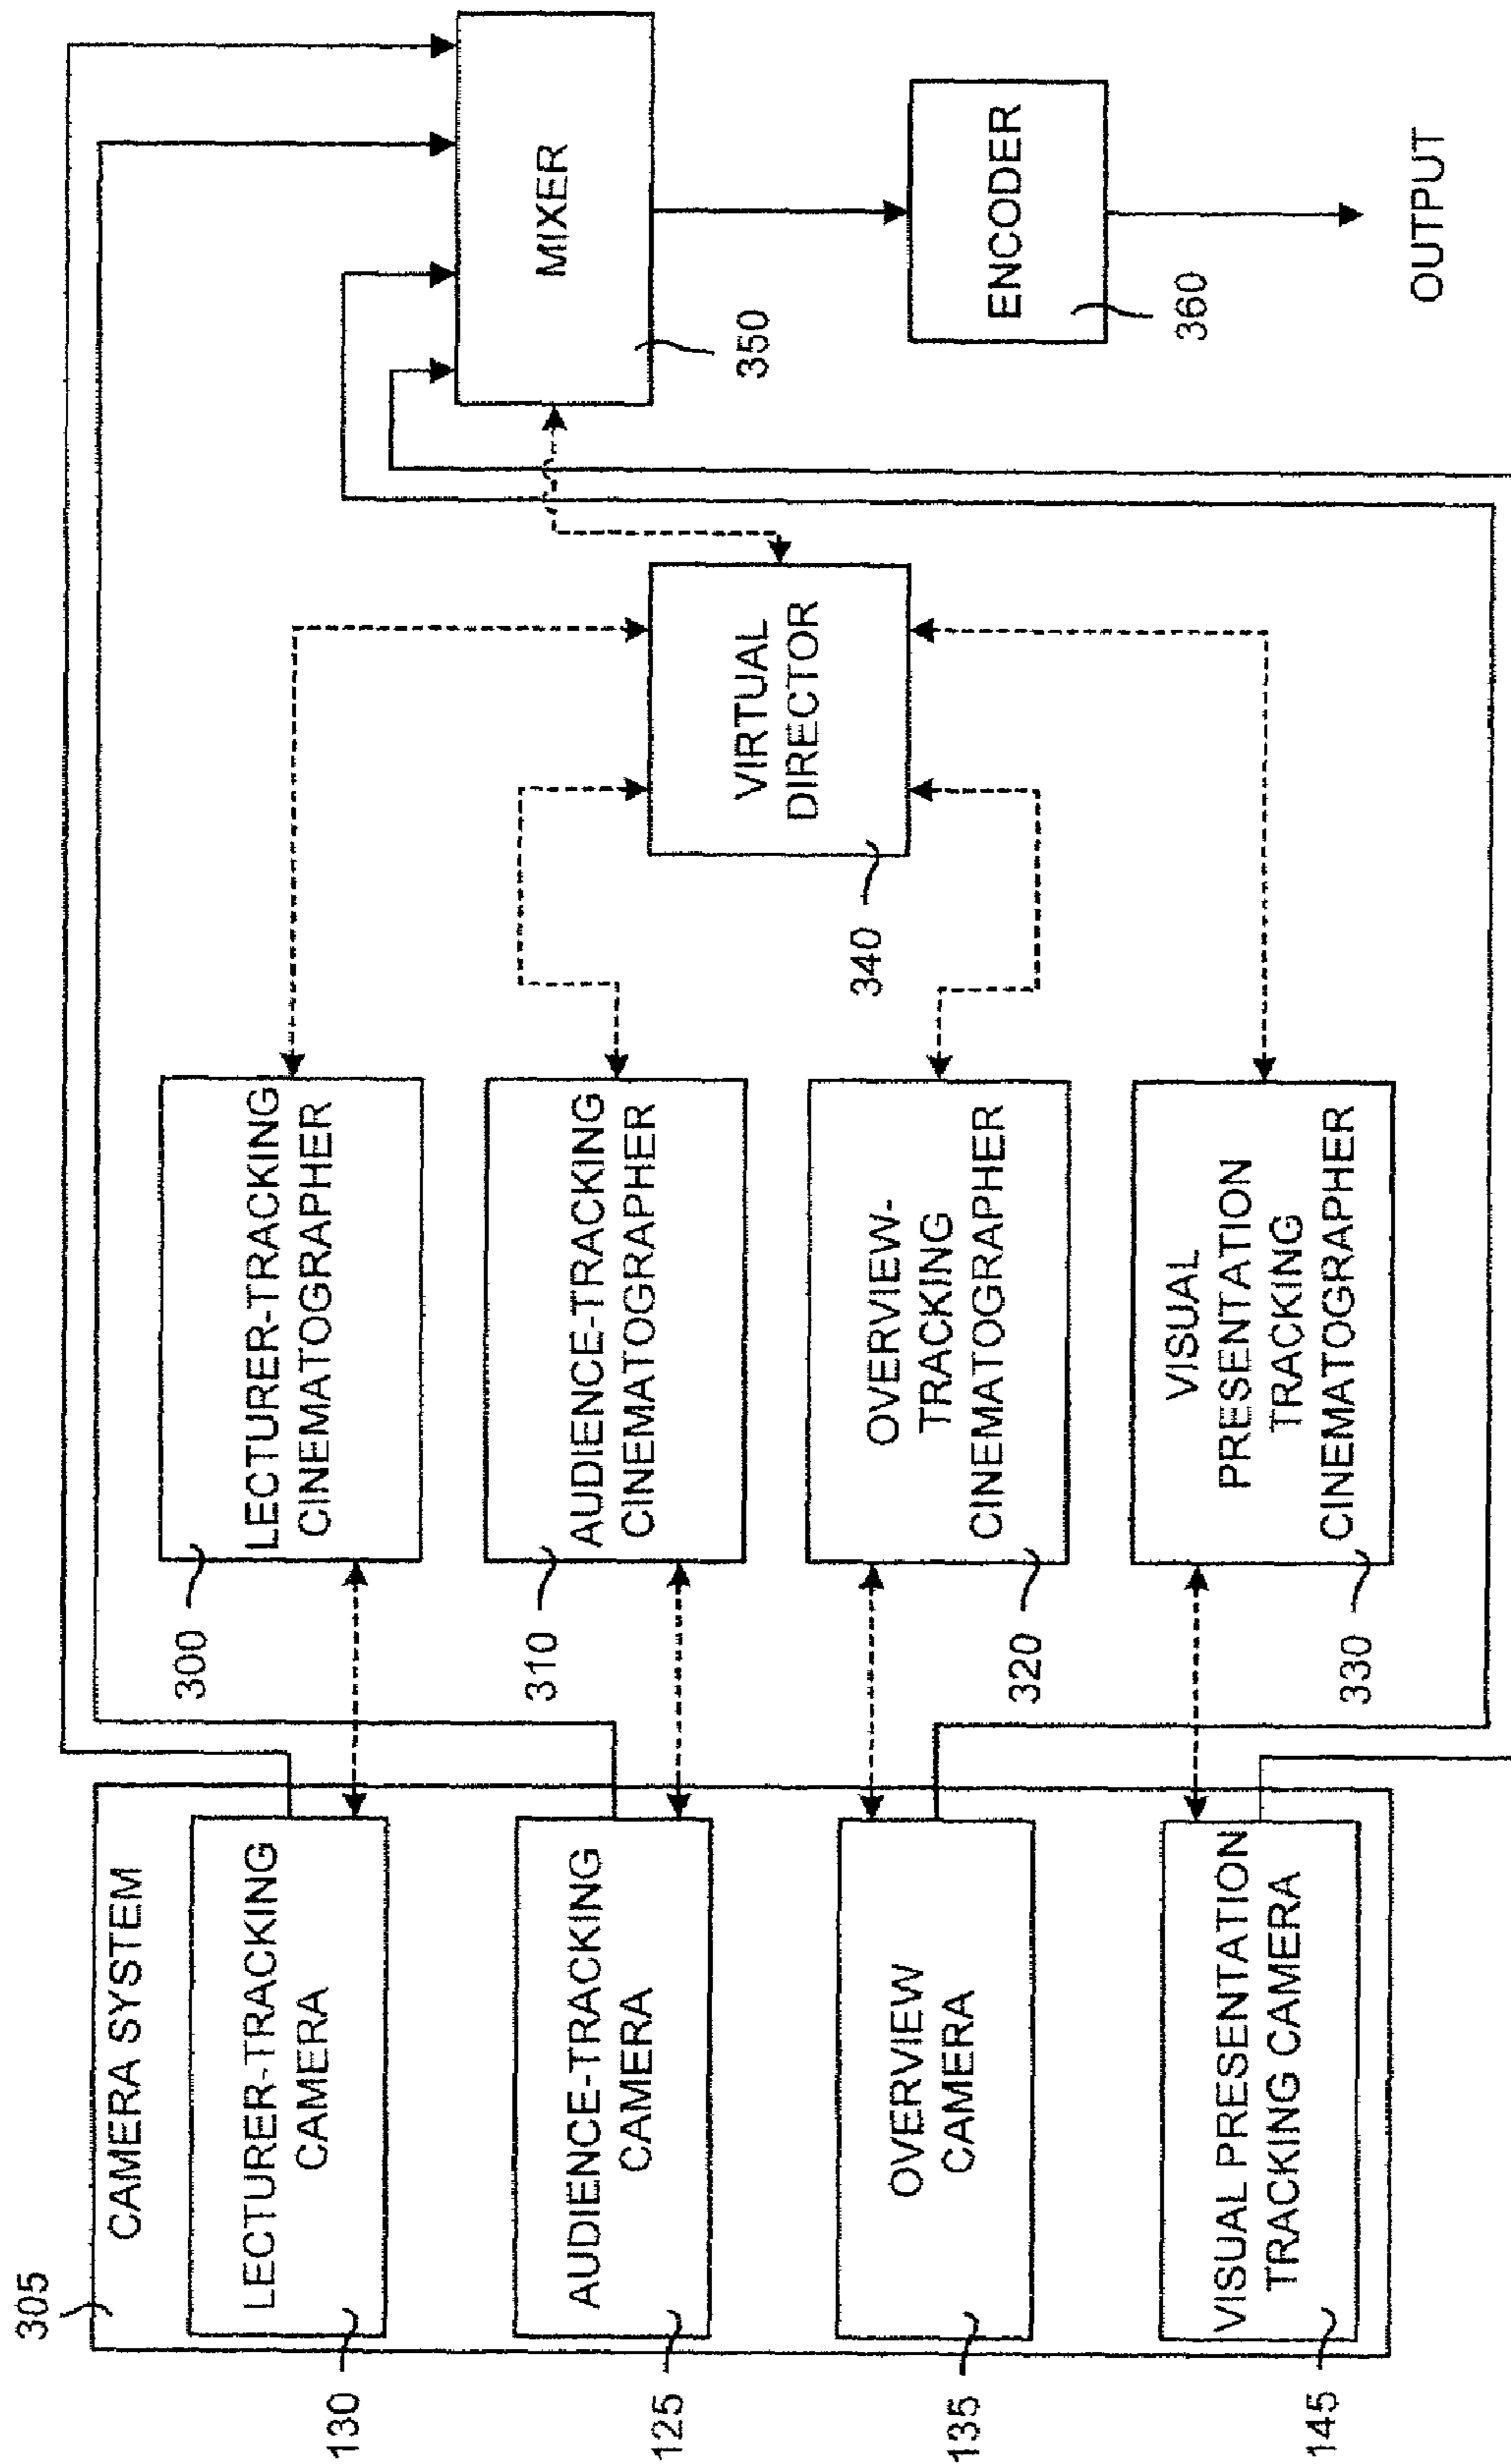 305
CAMERA SYSTEM
LECTURER-TRACKING
CAMERA
130
AUDIENCE-TRACKING
CAMERA
125
OVERVIEW
CAMERA
135
VISUAL PRESENTATION
TRACKING CAMERA
145
LECTURER-TRACKING
CINEMATOGRAPHER
300
AUDIENCE-TRACKING
CINEMATOGRAPHER
310
OVERVIEW-
TRACKING
CINEMATOGRAPHER
320
VISUAL
PRESENTATION
TRACKING
CINEMATOGRAPHER
330
VIRTUAL
DIRECTOR
340
MIXER
350
ENCODER
360
OUTPUT